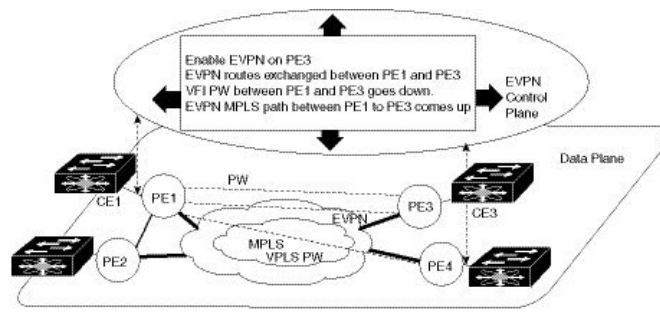 Enable EVPN on PE3
EVPN routes exchanged between PE1 and PE3
VFI PW between PE1 and PE3 goes down.
EVPN MPLS path between PE1 to PE3 comes up
EVPN
Control
Plane
Data Plane
PW
CE1
PE1
PE3
CE3
EVPN
MPLS
VPLS PW
PE2
PE4